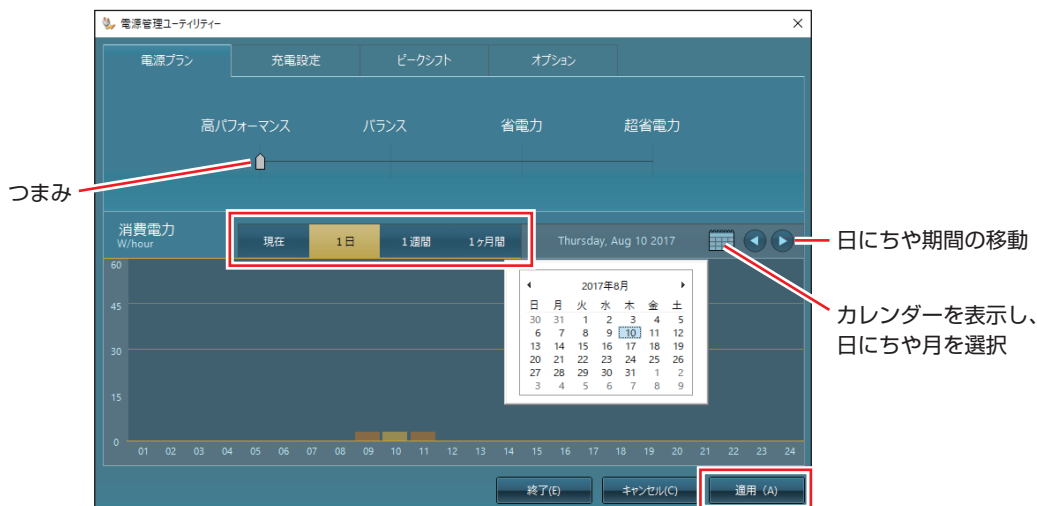 電源管理ユーティリティー
電源プラン 充電設定 ピークシフト オプション
高パフォーマンス バランス 省電力 超省電力
つまみ
消費電力
W/hour
現在 1日 1週間 1ヶ月間 Thursday, Aug 10 2017
日にちや期間の移動
カレンダーを表示し、
日にちや月を選択
60
45
30
15
0
2017年8月
日 月 火 水 木 金 土
30 31 1 2 3 4 5
6 7 8 9 10 11 12
13 14 15 16 17 18 19
20 21 22 23 24 25 26
27 28 29 30 31 1 2
3 4 5 6 7 8 9
01 02 03 04 05 06 07 08 09 10 11 12 13 14 15 16 17 18 19 20 21 22 23 24
終了(E) キャンセル(C) 適用(A)